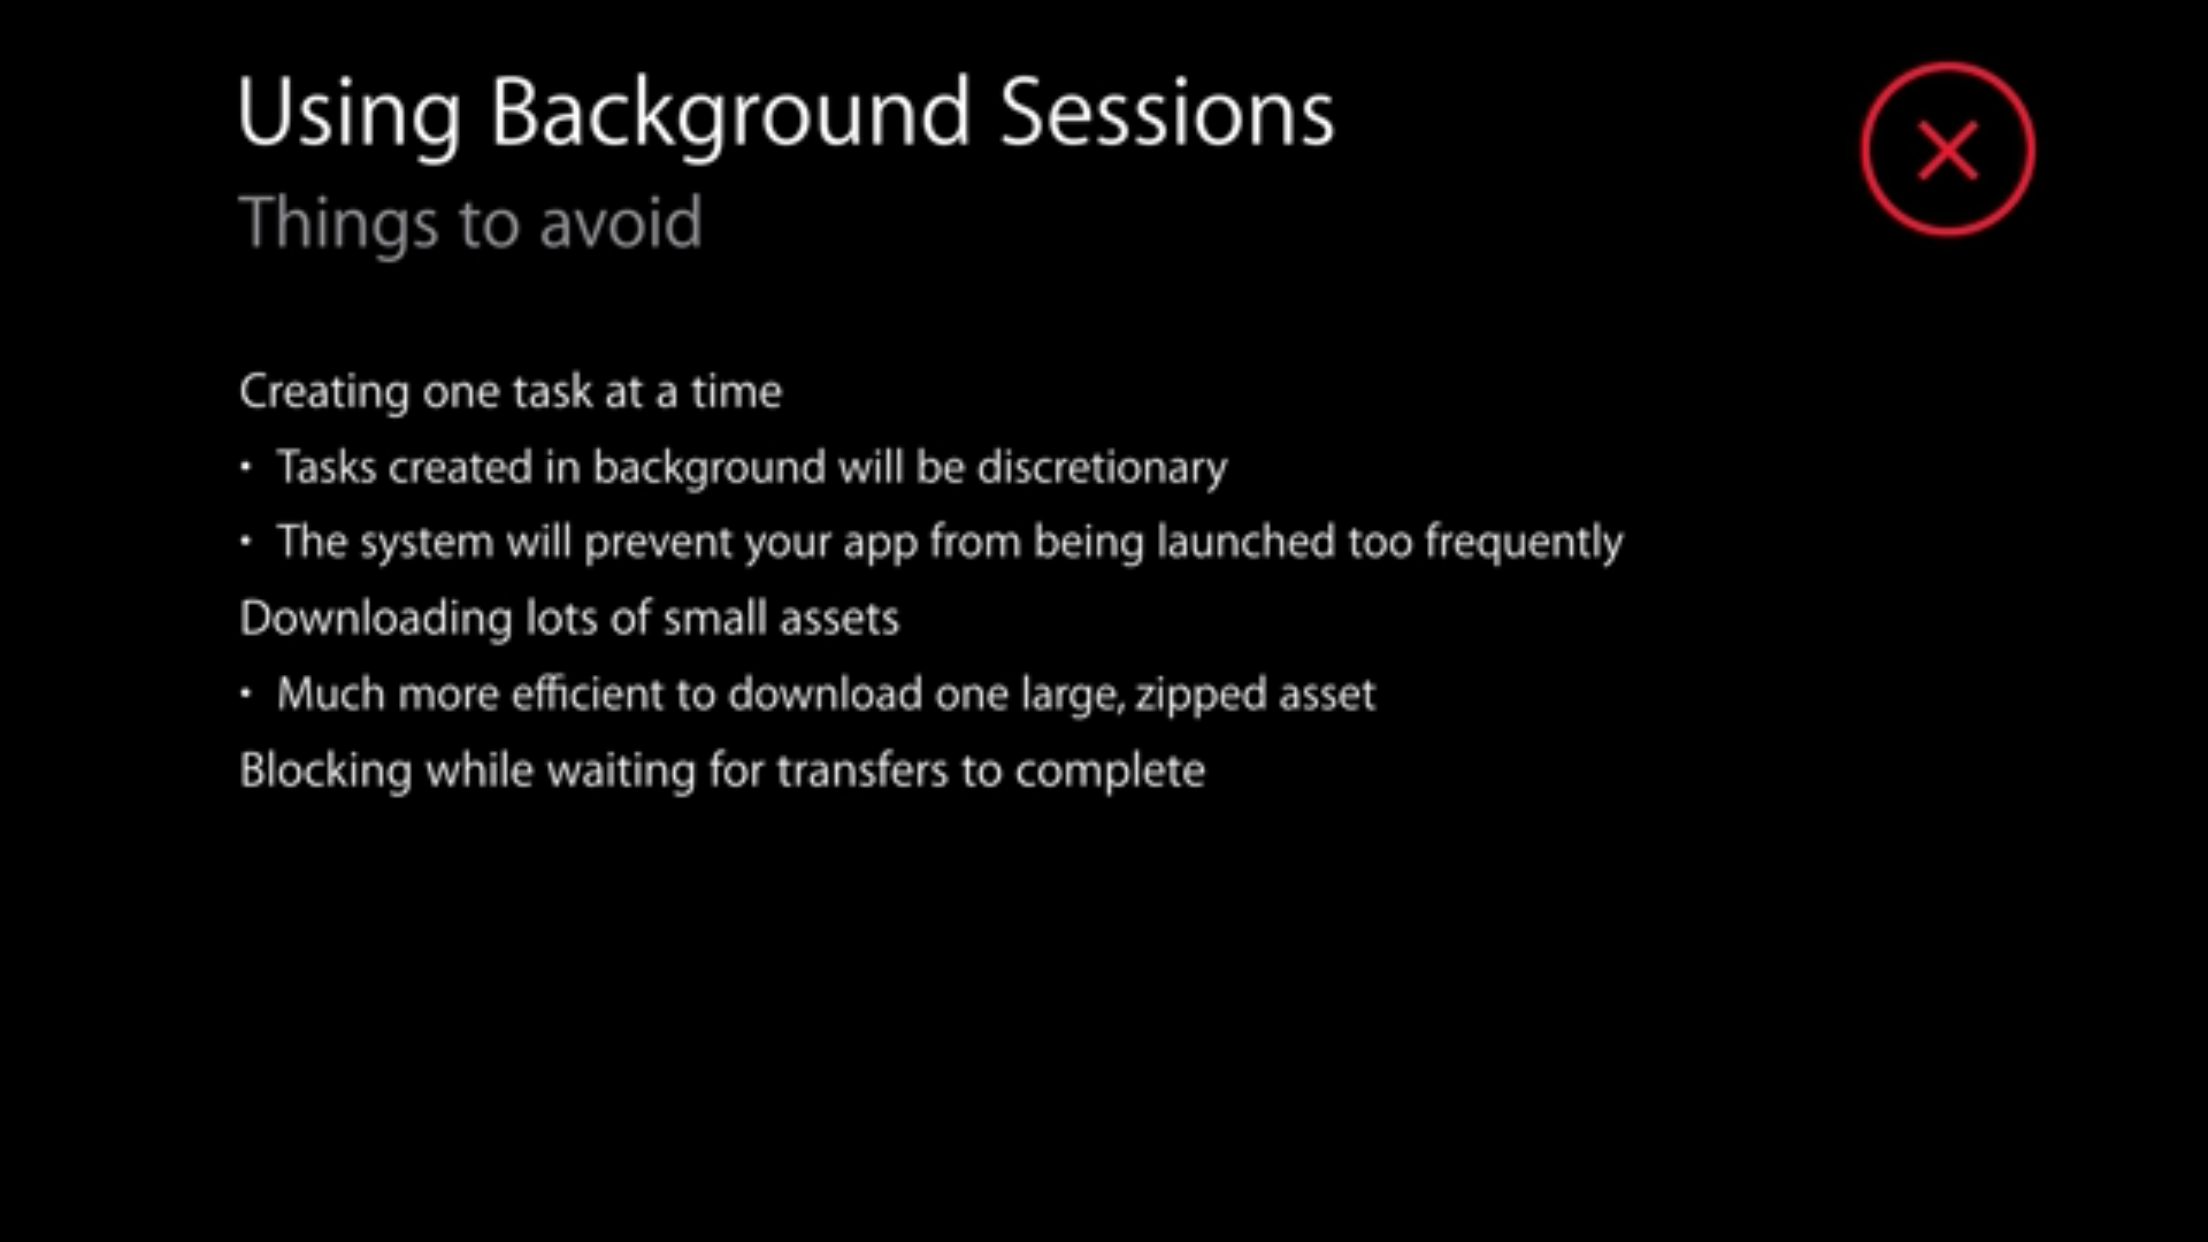 Using Background Sessions
Things to avoid
Creating one task at a time
• Tasks created in background will be discretionary
• The system will prevent your app from being launched too frequently
Downloading lots of small assets
• Much more efficient to download one large, zipped asset
Blocking while waiting for transfers to complete